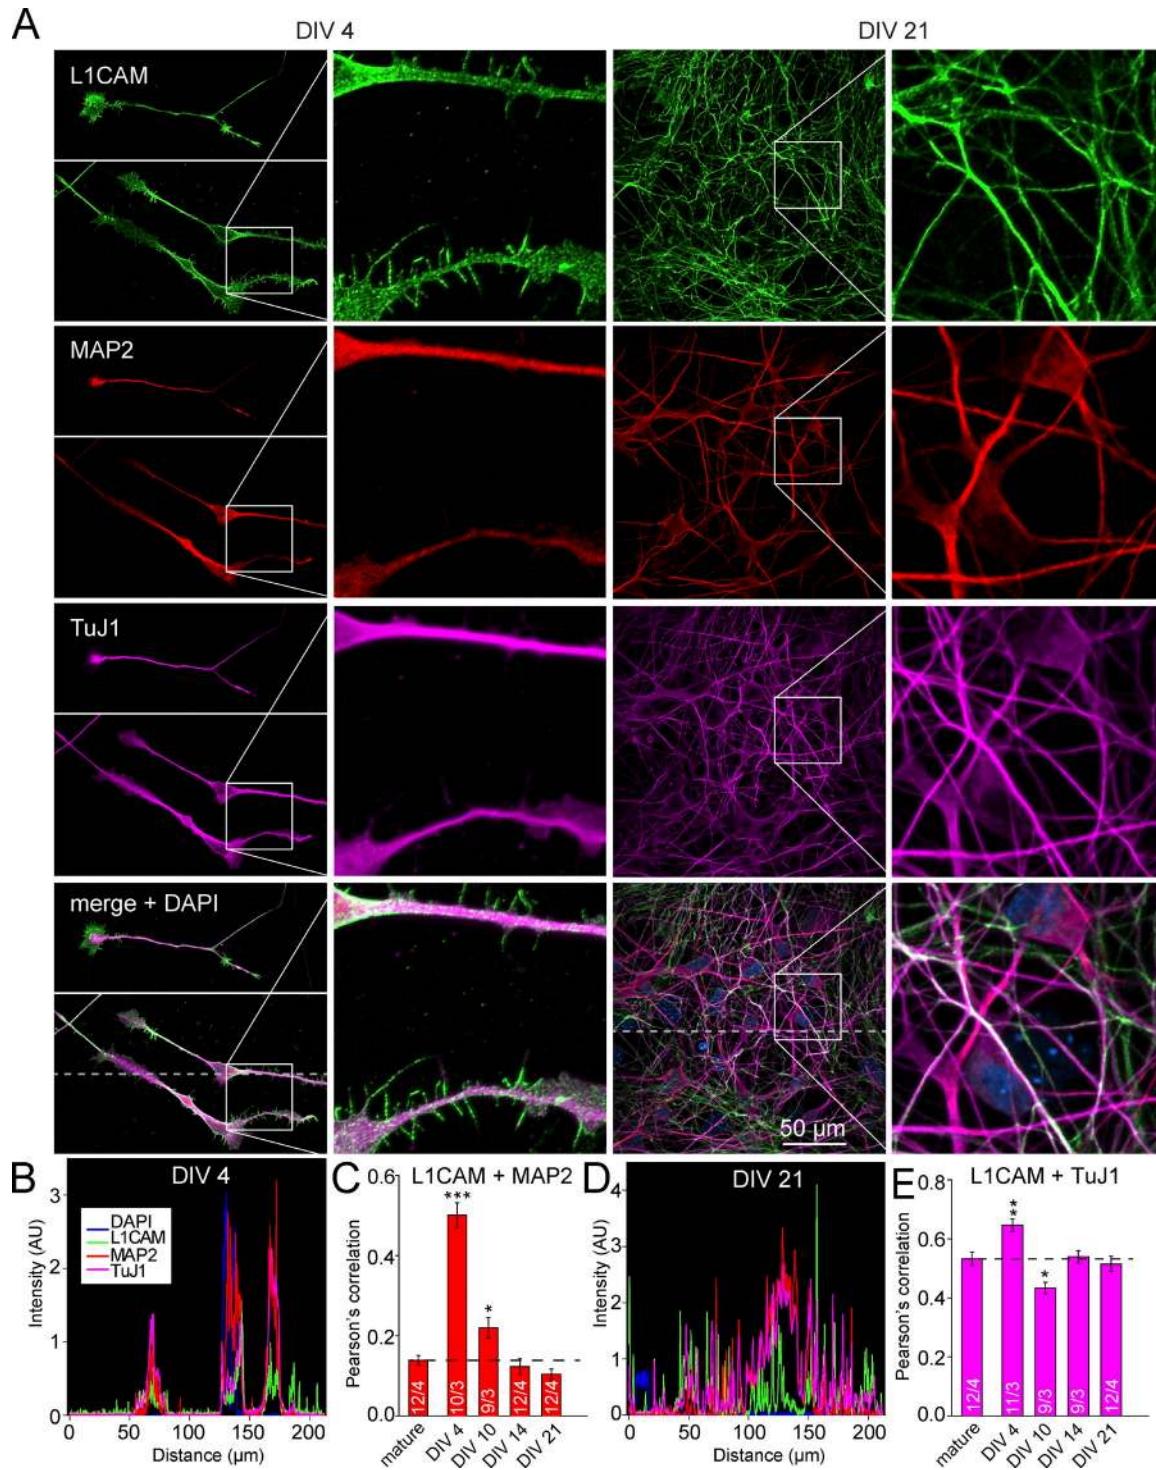 A
DIV 4
DIV 21
L1CAM
MAP2
TuJ1
merge + DAPI
50 µm
B
DIV 4
Intensity (AU)
3
2
1
0
DAPI
L1CAM
MAP2
TuJ1
0
50
100
150
200
Distance (µm)
C
L1CAM + MAP2
Pearson's correlation
0.6
0.4
0.2
0.0
***
*
12/4
10/3
9/3
12/4
12/4
mature
DIV 4
DIV 10
DIV 14
DIV 21
D
DIV 21
Intensity (AU)
4
3
2
1
0
0
50
100
150
200
Distance (µm)
E
L1CAM + TuJ1
Pearson's correlation
0.8
0.6
0.4
0.2
0.0
**
*
12/4
11/3
9/3
9/3
12/4
mature
DIV 4
DIV 10
DIV 14
DIV 21